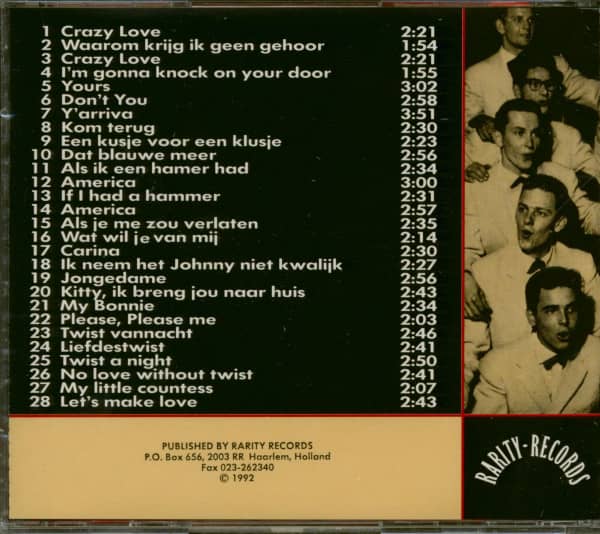 1 Crazy Love 2:21
2 Waarom krijg ik geen gehoor 1:54
3 Crazy Love 2:21
4 I'm gonna knock on your door 1:55
5 Yours 3:02
6 Don't You 2:58
7 Y'arriva 3:51
8 Kom terug 2:30
9 Een kusje voor een klusje 2:23
10 Dat blauwe meer 2:56
11 Als ik een hamer had 2:34
12 America 3:00
13 If I had a hammer 2:31
14 America 2:57
15 Als je me zou verlaten 2:35
16 Wat wil je van mij 2:14
17 Carina 2:30
18 Ik neem het Johnny niet kwalijk 2:27
19 Jongedame 2:56
20 Kitty, ik breng jou naar huis 2:43
21 My Bonnie 2:34
22 Please, Please me 2:03
23 Twist vannacht 2:46
24 Liefdestwist 2:41
25 Twist a night 2:50
26 No love without twist 2:41
27 My little countess 2:07
28 Let's make love 2:43
PUBLISHED BY RARITY RECORDS
P.O. Box 656, 2003 RR Haarlem, Holland
Fax 023-262340
© 1992
RARITY-RECORDS